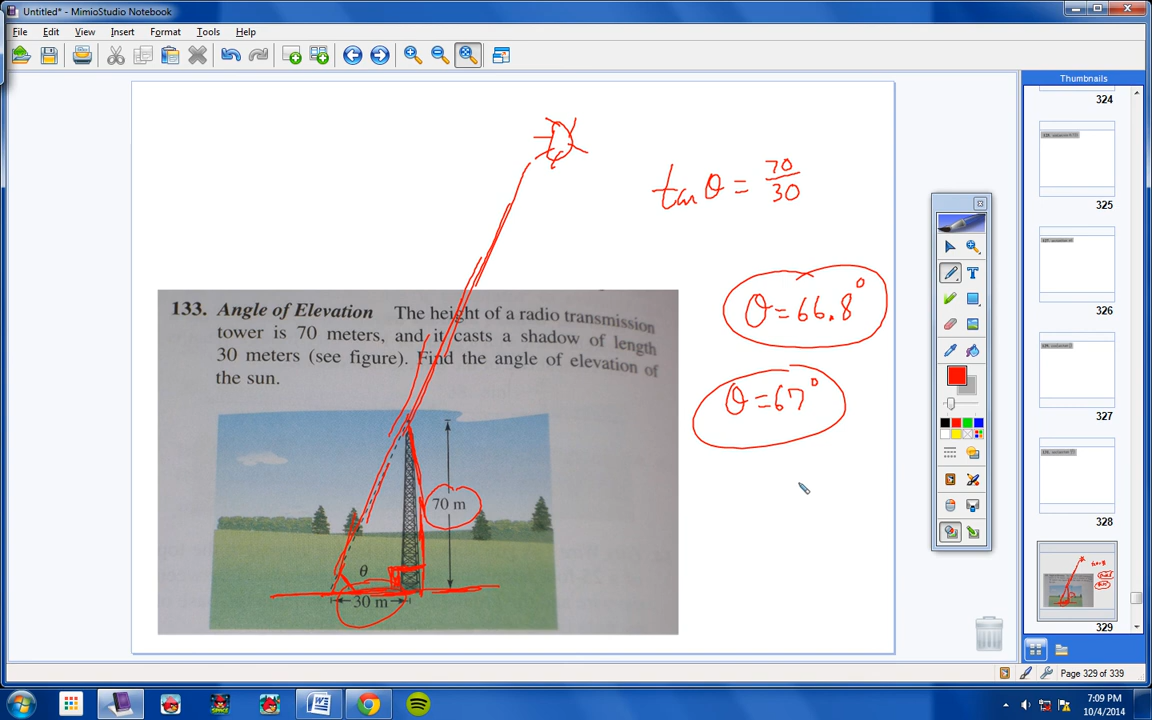 Untitled* - MimioStudio Notebook
File Edit View Insert Format Tools Help
Thumbnails
324
325
326
327
328
329
tan θ = 70/30
θ = 66.8°
θ = 67°
133. Angle of Elevation The height of a radio transmission
tower is 70 meters, and it casts a shadow of length
30 meters (see figure). Find the angle of elevation of
the sun.
70 m
θ
30 m
T
Page 329 of 339
7:09 PM
10/4/2014